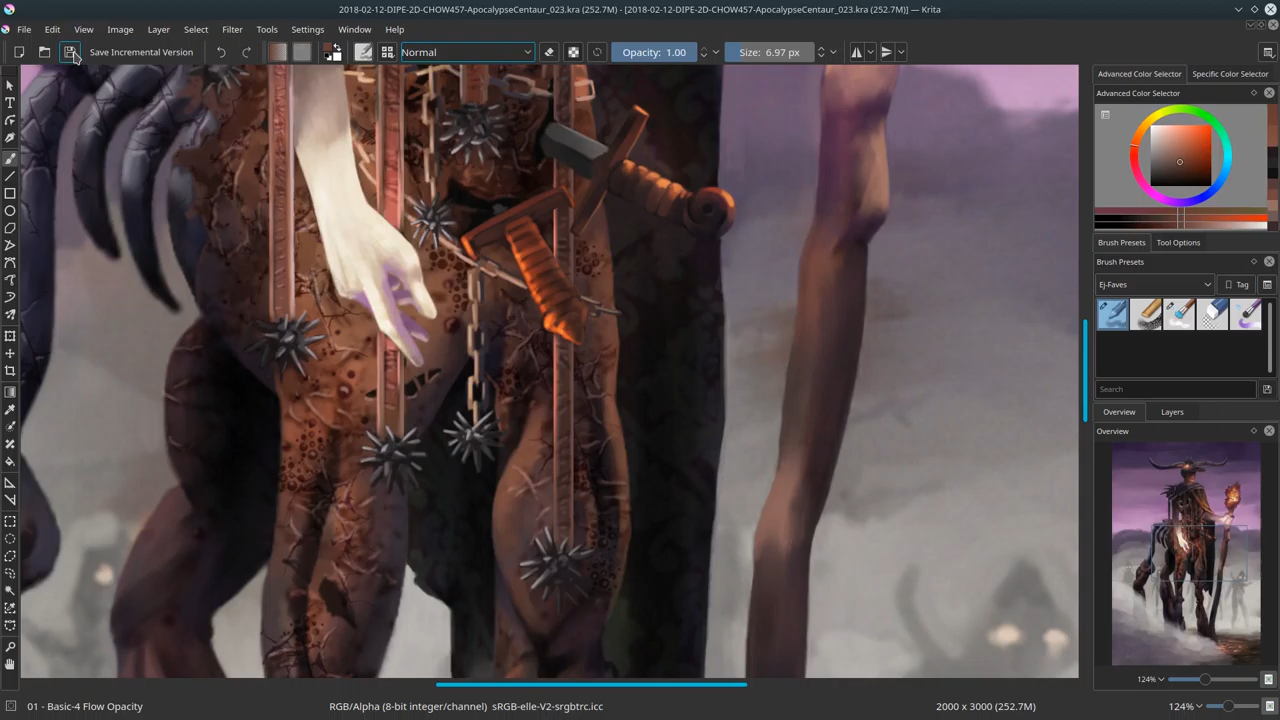 2018-02-12-DIPE-2D-CHOW457-ApocalypseCentaur_023.kra (252.7M) - [2018-02-12-DIPE-2D-CHOW457-ApocalypseCentaur_023.kra (252.7M)] — Krita
File Edit View Image Layer Select Filter Tools Settings Window Help
Save Incremental Version
Normal
Opacity: 1.00
Size: 6.97 px
Advanced Color Selector
Specific Color Selector
Advanced Color Selector
Brush Presets
Tool Options
Brush Presets
Ej-Faves
Tag
Search
Overview
Layers
Overview
124%
01 - Basic-4 Flow Opacity
RGB/Alpha (8-bit integer/channel) sRGB-elle-V2-srgbtrc.icc
2000 x 3000 (252.7M)
124%